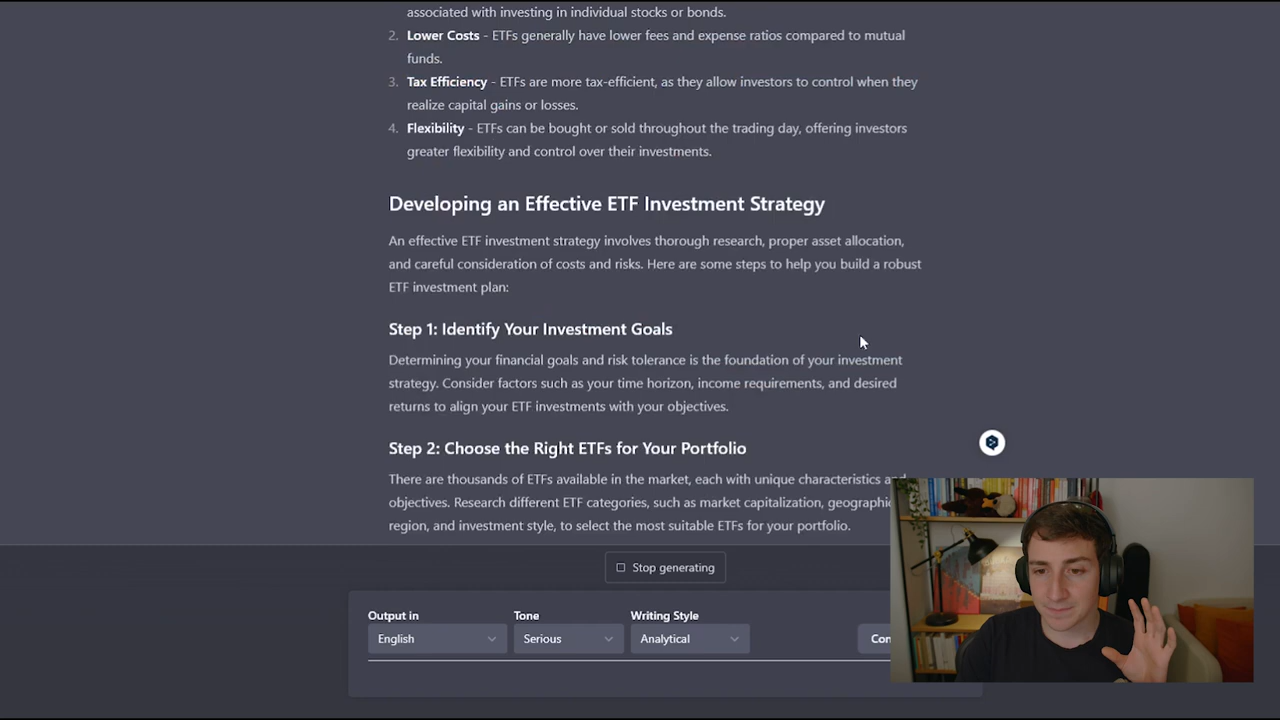 associated with investing in individual stocks or bonds.
2. Lower Costs - ETFs generally have lower fees and expense ratios compared to mutual
funds.
3. Tax Efficiency - ETFs are more tax-efficient, as they allow investors to control when they
realize capital gains or losses.
4. Flexibility - ETFs can be bought or sold throughout the trading day, offering investors
greater flexibility and control over their investments.
Developing an Effective ETF Investment Strategy
An effective ETF investment strategy involves thorough research, proper asset allocation,
and careful consideration of costs and risks. Here are some steps to help you build a robust
ETF investment plan:
Step 1: Identify Your Investment Goals
Determining your financial goals and risk tolerance is the foundation of your investment
strategy. Consider factors such as your time horizon, income requirements, and desired
returns to align your ETF investments with your objectives.
Step 2: Choose the Right ETFs for Your Portfolio
There are thousands of ETFs available in the market, each with unique characteristics
objectives. Research different ETF categories, such as market capitalization,
region, and investment style, to select the most suitable ETFs for your portfolio.
Stop generating
Output in Tone Writing Style
English Serious Analytical